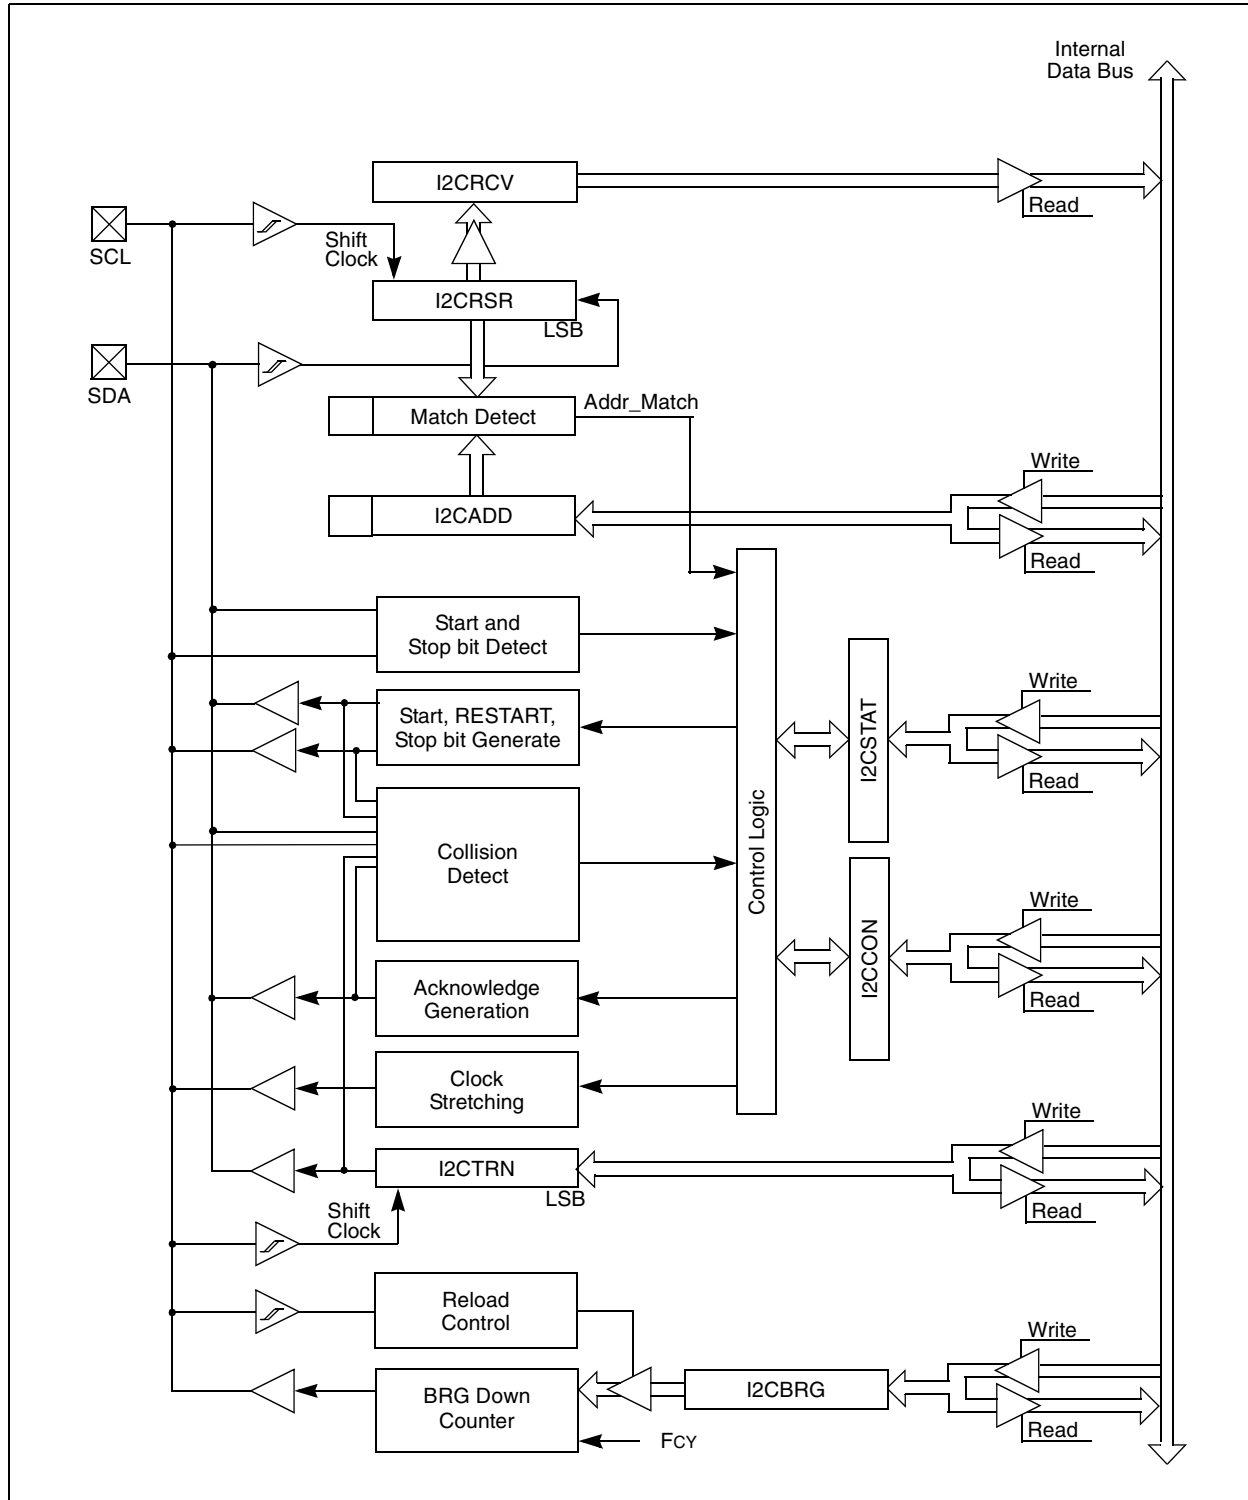 Internal
Data Bus
I2CRCV
Read
SCL
Shift
Clock
I2CRSR
LSB
SDA
Match Detect
Addr_Match
Write
I2CADD
Read
Start and
Stop bit Detect
Write
Start, RESTART,
Stop bit Generate
I2CSTAT
Read
Control Logic
Collision
Detect
Write
I2CCON
Acknowledge
Generation
Read
Clock
Stretching
Write
I2CTRN
LSB
Read
Shift
Clock
Reload
Control
Write
I2CBRG
BRG Down
Counter
Read
FCY